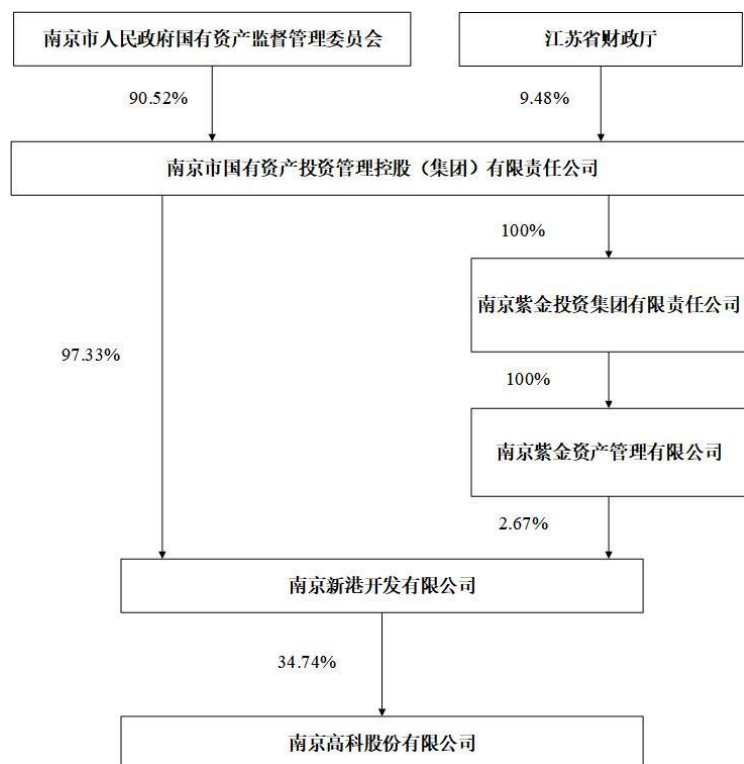 南京市人民政府国有资产监督管理委员会
江苏省财政厅
90.52%
9.48%
南京市国有资产投资管理控股（集团）有限责任公司
100%
南京紫金投资集团有限责任公司
97.33%
100%
南京紫金资产管理有限公司
2.67%
南京新港开发有限公司
34.74%
南京高科股份有限公司